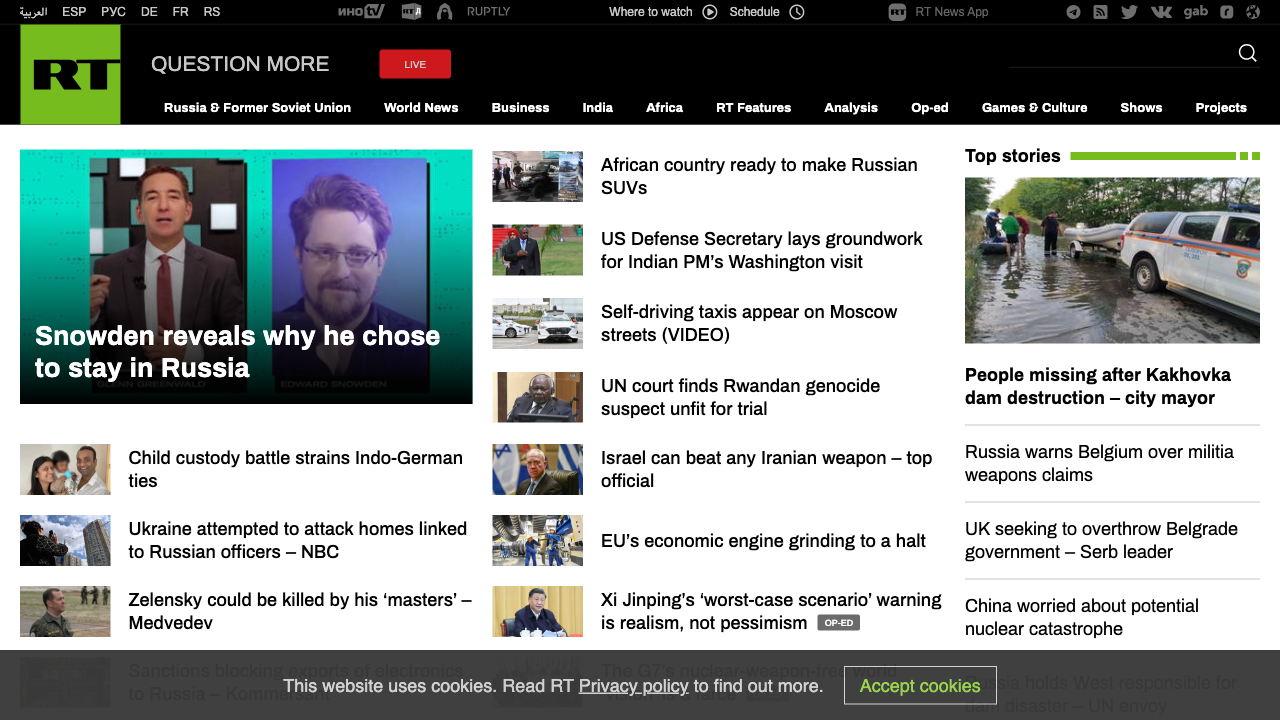 العربية ESP РУС DE FR RS ИНОTV RTД RUPTLY Where to watch Schedule RT News App gab
RT
QUESTION MORE LIVE
Russia & Former Soviet Union World News Business India Africa RT Features Analysis Op-ed Games & Culture Shows Projects
Snowden reveals why he chose
to stay in Russia
GLENN GREENWALD EDWARD SNOWDEN
Child custody battle strains Indo-German
ties
Ukraine attempted to attack homes linked
to Russian officers – NBC
Zelensky could be killed by his ‘masters’ –
Medvedev
Sanctions blocking exports of electronics
to Russia – Kommersant
African country ready to make Russian
SUVs
US Defense Secretary lays groundwork
for Indian PM’s Washington visit
Self-driving taxis appear on Moscow
streets (VIDEO)
UN court finds Rwandan genocide
suspect unfit for trial
Israel can beat any Iranian weapon – top
official
EU’s economic engine grinding to a halt
Xi Jinping’s ‘worst-case scenario’ warning
is realism, not pessimism OP-ED
The G7’s nuclear-weapon-free world
Top stories
People missing after Kakhovka
dam destruction – city mayor
Russia warns Belgium over militia
weapons claims
UK seeking to overthrow Belgrade
government – Serb leader
China worried about potential
nuclear catastrophe
Russia holds West responsible for
dam disaster – UN envoy
This website uses cookies. Read RT Privacy policy to find out more. Accept cookies